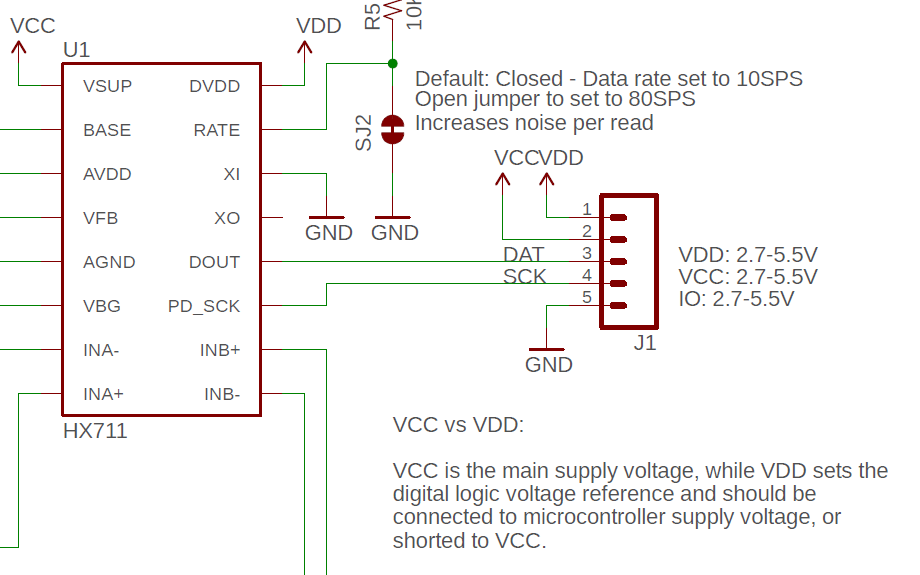 VCC
VDD
R5
10K
U1
VSUP
DVDD
BASE
RATE
AVDD
XI
VFB
XO
AGND
DOUT
VBG
PD_SCK
INA-
INB+
INA+
INB-
HX711
Default: Closed - Data rate set to 10SPS
Open jumper to set to 80SPS
Increases noise per read
SJ2
GND
GND
VCC
VDD
1
2
DAT
3
SCK
4
5
GND
J1
VDD: 2.7-5.5V
VCC: 2.7-5.5V
IO: 2.7-5.5V
VCC vs VDD:
VCC is the main supply voltage, while VDD sets the
digital logic voltage reference and should be
connected to microcontroller supply voltage, or
shorted to VCC.